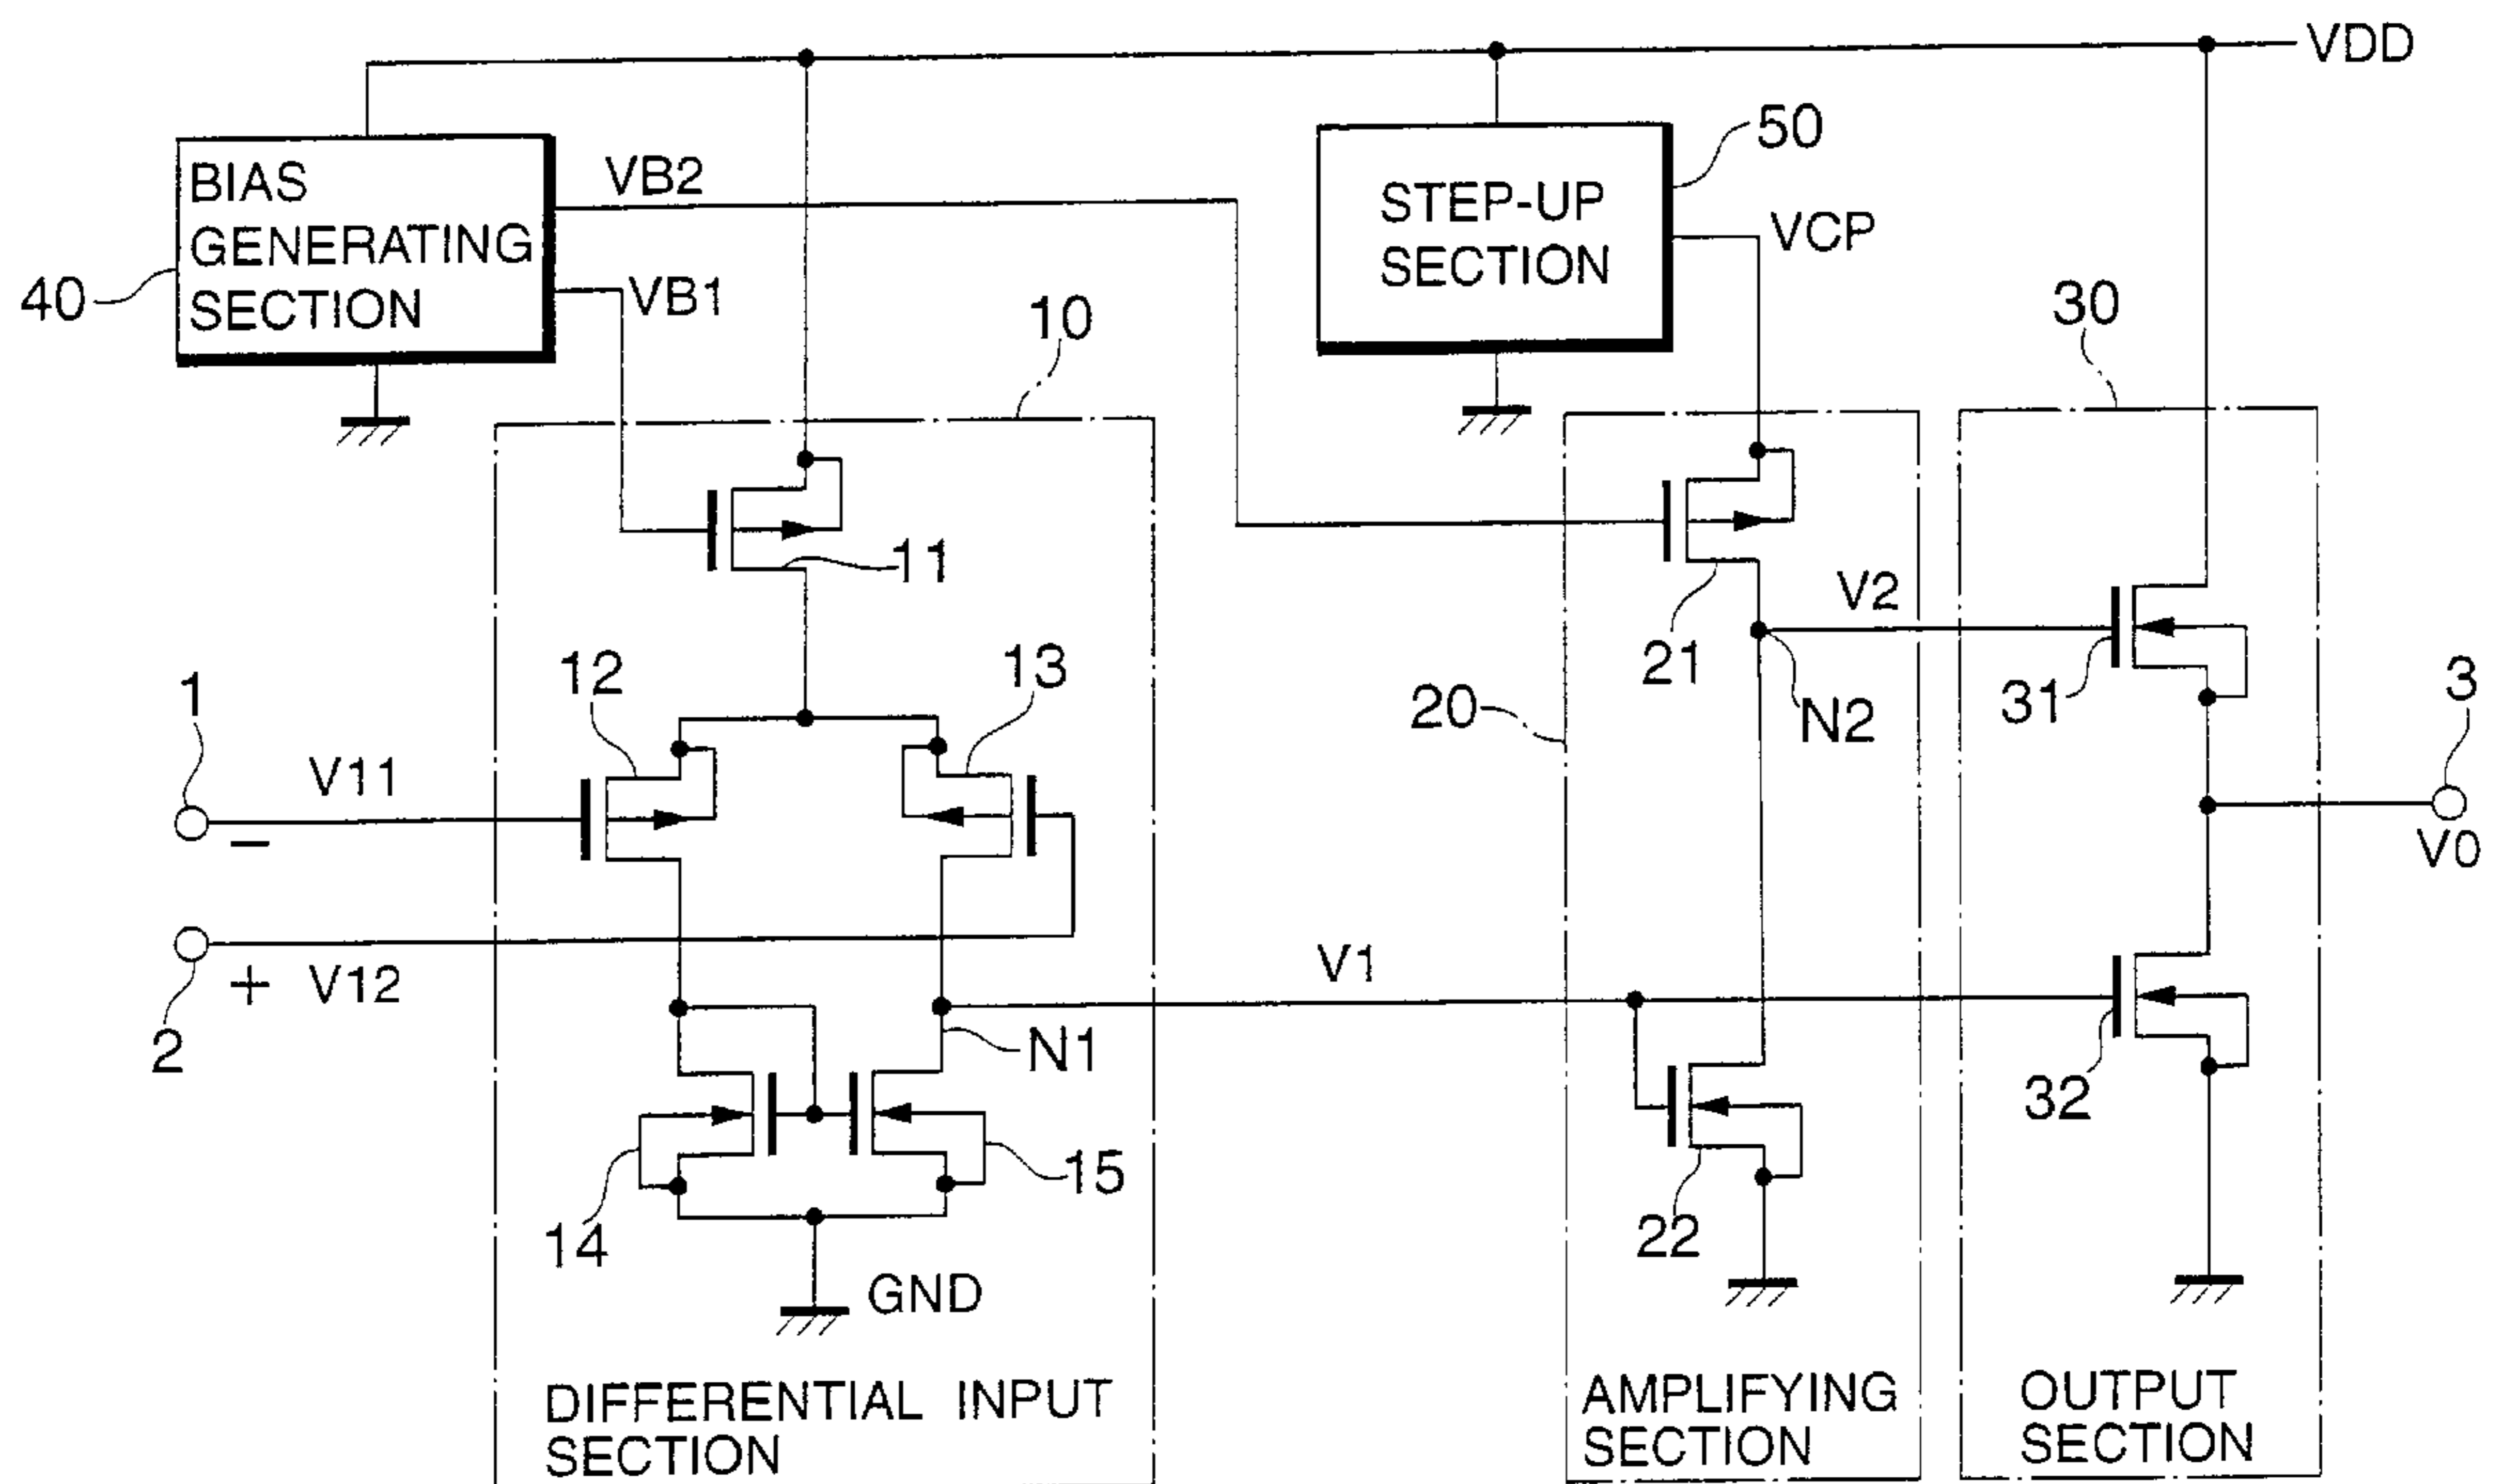 VDD
50
BIAS
GENERATING
SECTION
VB2
STEP-UP
SECTION
VCP
40
VB1
10
30
11
21
V2
12
13
1
20
N2
31
3
V11
−
V0
+
V12
V1
2
N1
32
15
14
22
GND
DIFFERENTIAL INPUT
SECTION
AMPLIFYING
SECTION
OUTPUT
SECTION